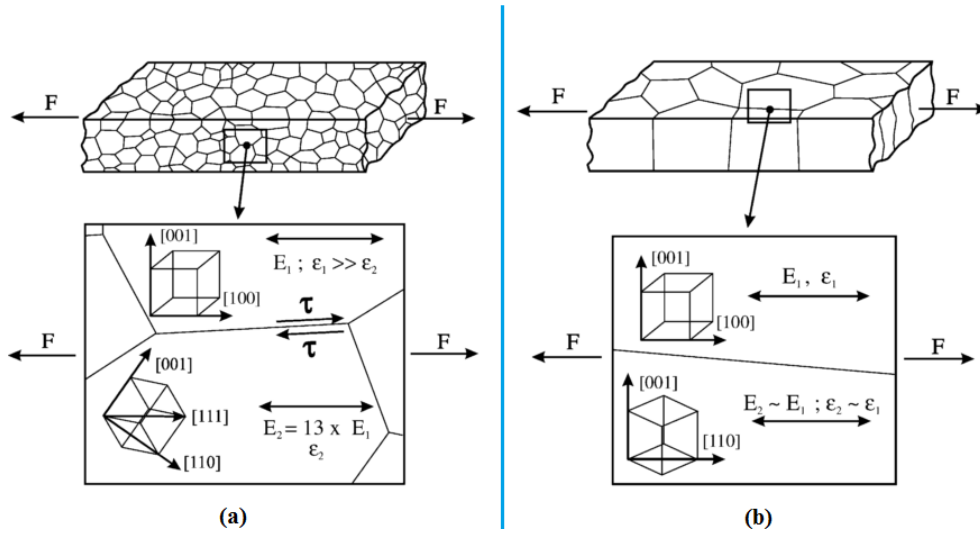 F
F
[001]
[100]
E₁ ; ε₁ >> ε₂
τ
τ
F
F
[001]
[111]
[110]
E₂ = 13 x E₁
ε₂
(a)
F
F
[001]
[100]
E₁, ε₁
F
F
[001]
[110]
E₂ ~ E₁ ; ε₂ ~ ε₁
(b)